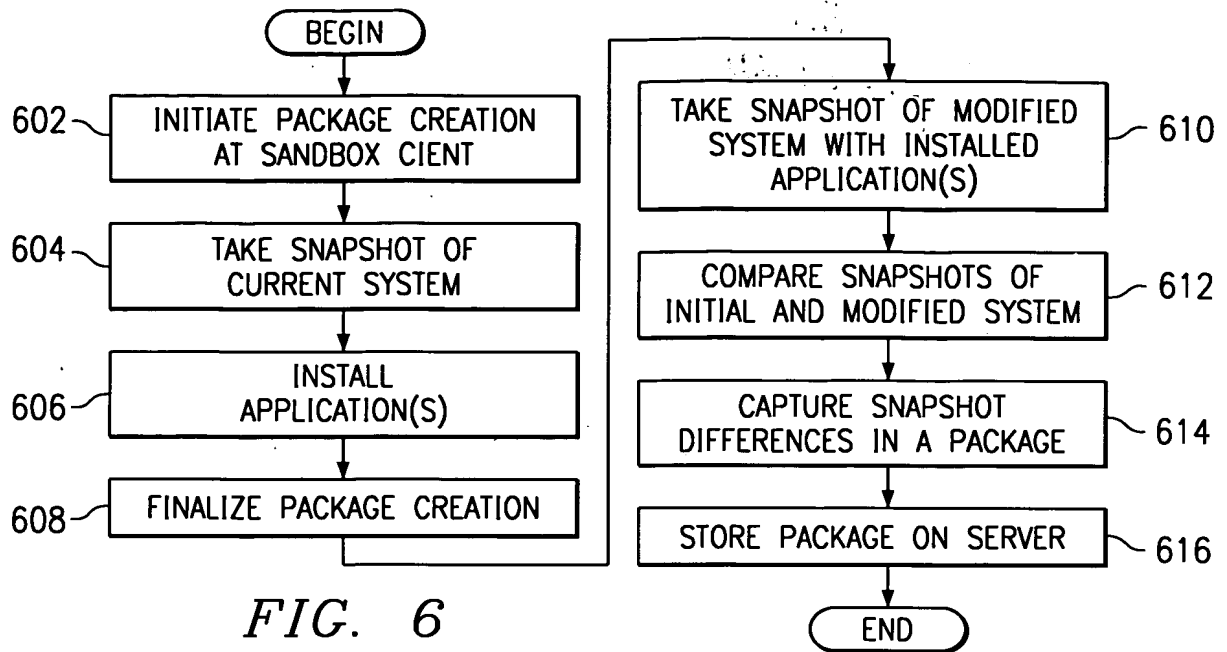 BEGIN
602
INITIATE PACKAGE CREATION
AT SANDBOX CIENT
604
TAKE SNAPSHOT OF
CURRENT SYSTEM
606
INSTALL
APPLICATION(S)
608
FINALIZE PACKAGE CREATION
TAKE SNAPSHOT OF MODIFIED
SYSTEM WITH INSTALLED
APPLICATION(S)
610
COMPARE SNAPSHOTS OF
INITIAL AND MODIFIED SYSTEM
612
CAPTURE SNAPSHOT
DIFFERENCES IN A PACKAGE
614
STORE PACKAGE ON SERVER
616
END
FIG. 6